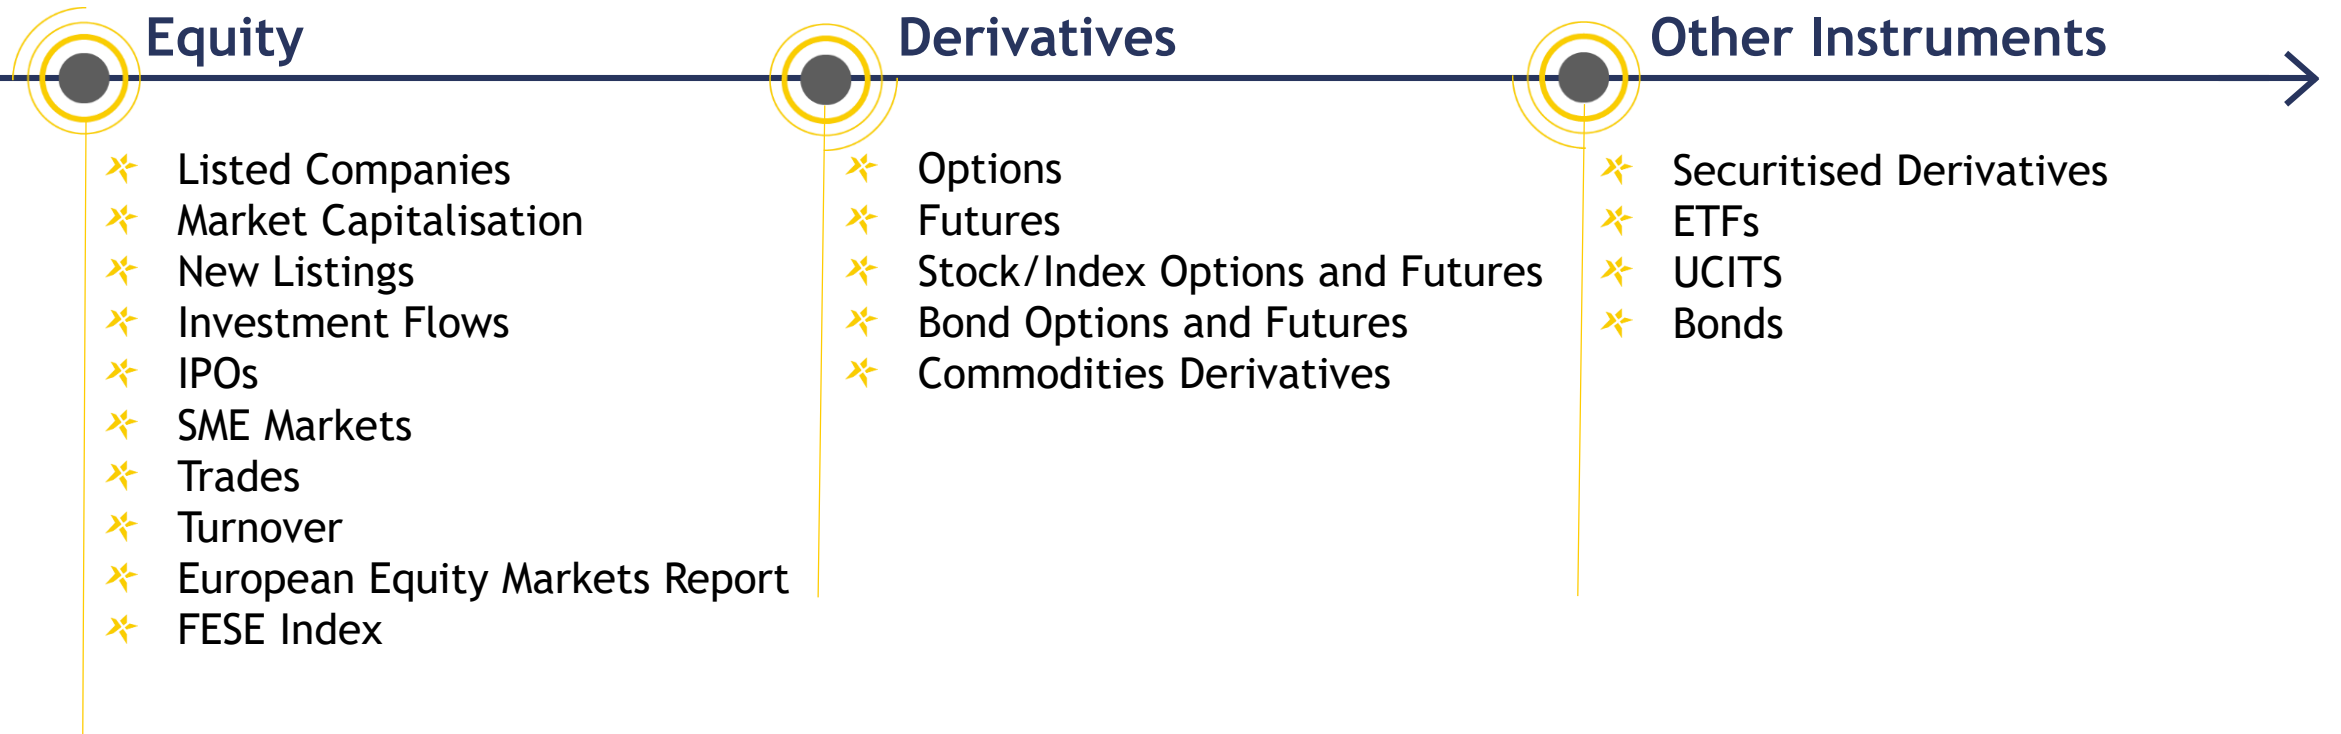 Equity
Listed Companies
Market Capitalisation
New Listings
Investment Flows
IPOs
SME Markets
Trades
Turnover
European Equity Markets Report
FESE Index
Derivatives
Options
Futures
Stock/Index Options and Futures
Bond Options and Futures
Commodities Derivatives
Other Instruments
Securitised Derivatives
ETFs
UCITS
Bonds